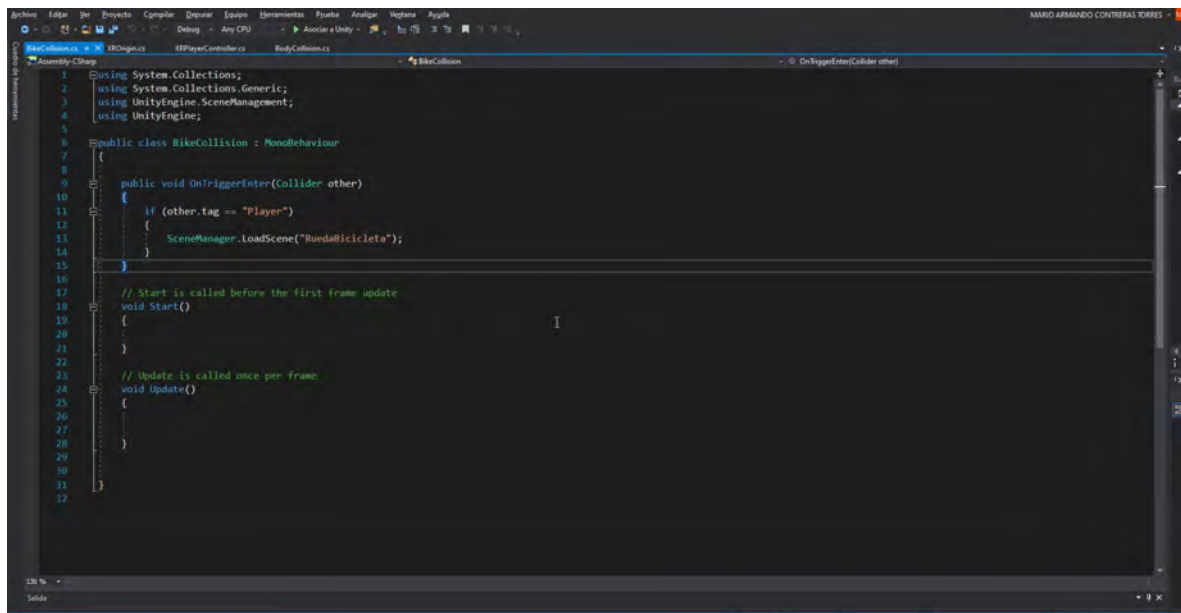 Archivo Editar Ver Proyecto Compilar Depurar Equipo Herramientas Prueba Analizar Ventana Ayuda MARIO ARMANDO CONTRERAS TORRES
Debug Any CPU Asociar a Unity
BikeCollision.cs XROrigin.cs XRPlayerController.cs BodyCollision.cs
Assembly-CSharp BikeCollision OnTriggerEnter(Collider other)
Cuadro de herramientas
1 using System.Collections;
2 using System.Collections.Generic;
3 using UnityEngine.SceneManagement;
4 using UnityEngine;
5
6 public class BikeCollision : MonoBehaviour
7 {
8
9 public void OnTriggerEnter(Collider other)
10 {
11 if (other.tag == "Player")
12 {
13 SceneManager.LoadScene("RuedaBicicleta");
14 }
15 }
16
17 // Start is called before the first frame update
18 void Start()
19 {
20
21 }
22
23 // Update is called once per frame
24 void Update()
25 {
26
27
28 }
29
30
31 }
32
130 %
Salida